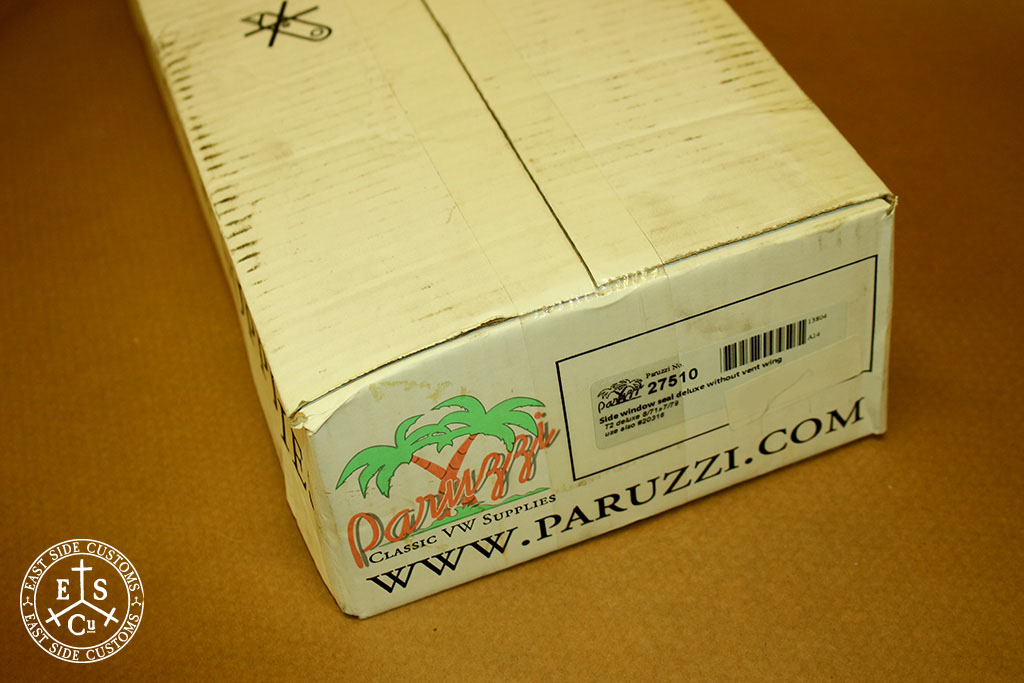 Paruzzi No.
27510
13804
A14
Paruzzi
Side window seal deluxe without vent wing
T2 deluxe 8/71>7/79
use also #20316
Paruzzi
CLASSIC VW SUPPLIES
WWW.PARUZZI.COM
EAST SIDE CUSTOMS
E S
Cu
EAST SIDE CUSTOMS